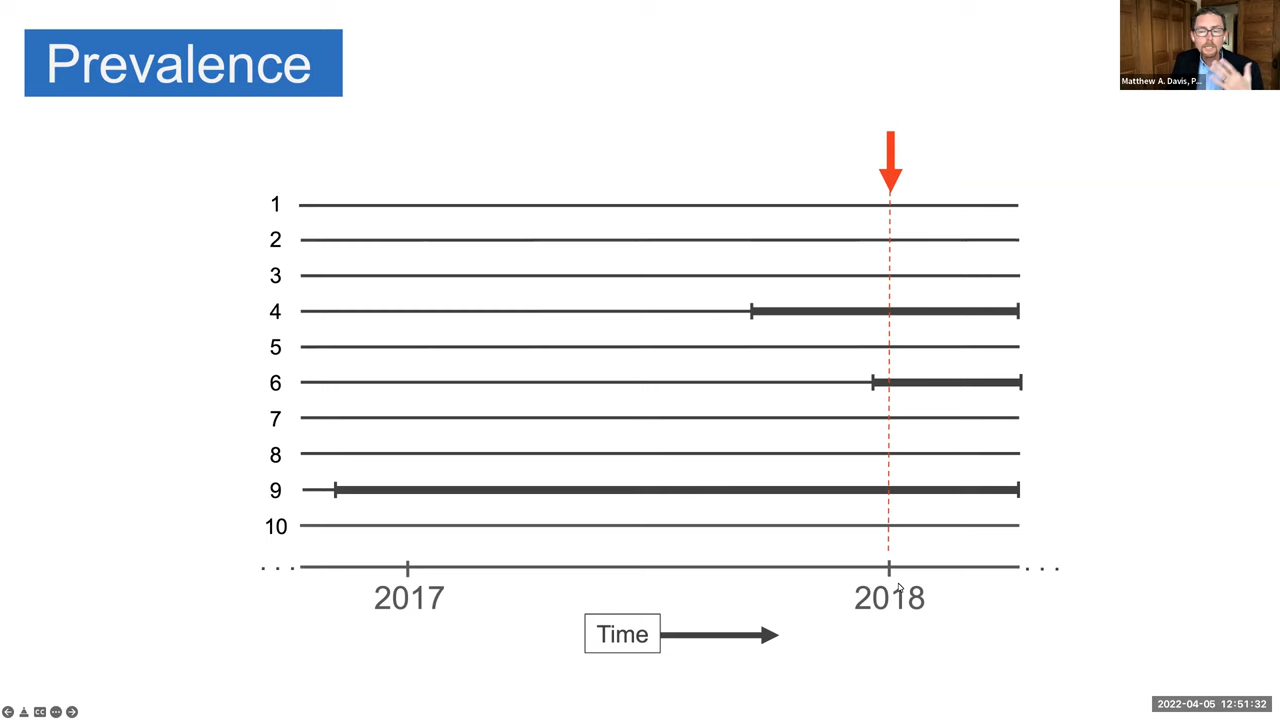 Prevalence
Matthew A. Davis, P...
1
2
3
4
5
6
7
8
9
10
. . .
. . .
2017
2018
Time
CC
2022-04-05 12:51:32